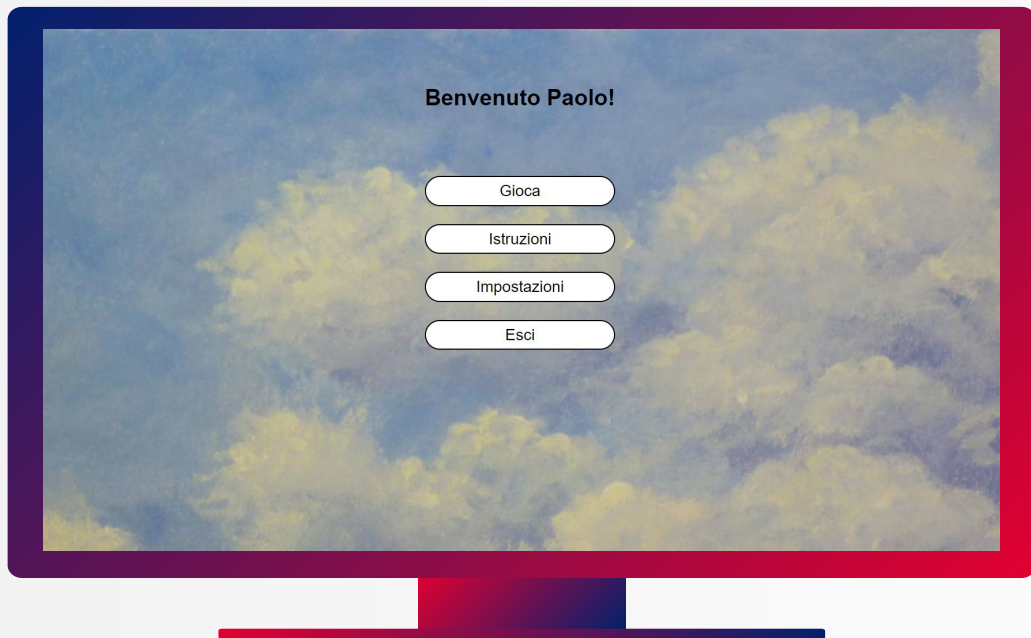 Benvenuto Paolo!
Gioca
Istruzioni
Impostazioni
Esci